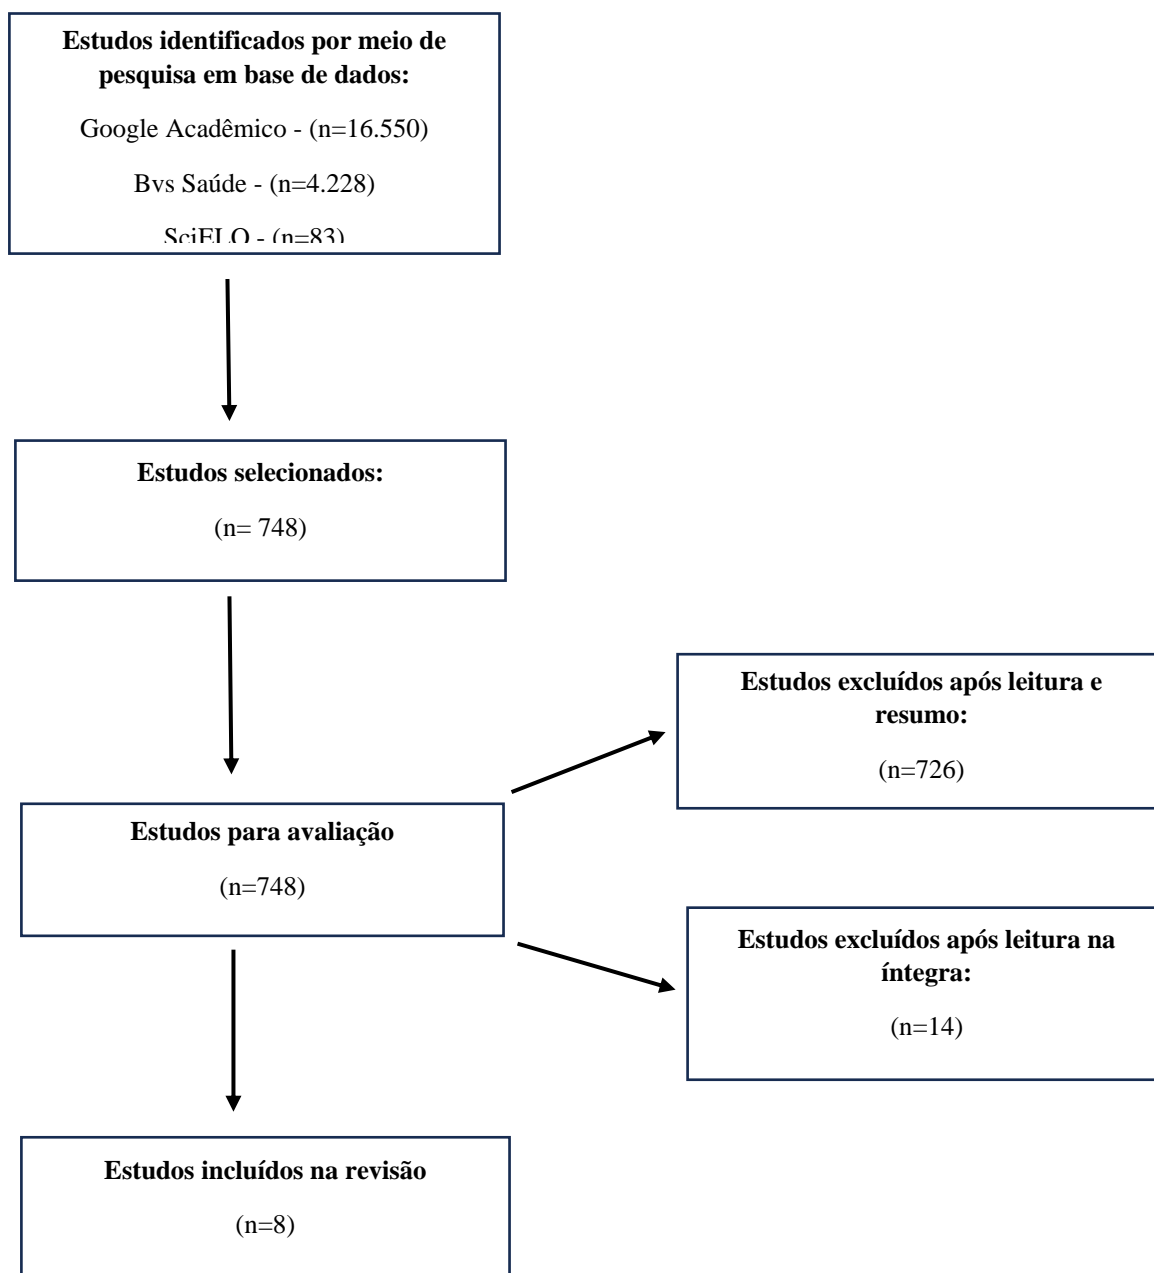 Estudos identificados por meio de
pesquisa em base de dados:
Google Acadêmico - (n=16.550)
Bvs Saúde - (n=4.228)
SciELO - (n=83)
Estudos selecionados:
(n= 748)
Estudos excluídos após leitura e
resumo:
(n=726)
Estudos para avaliação
(n=748)
Estudos excluídos após leitura na
íntegra:
(n=14)
Estudos incluídos na revisão
(n=8)